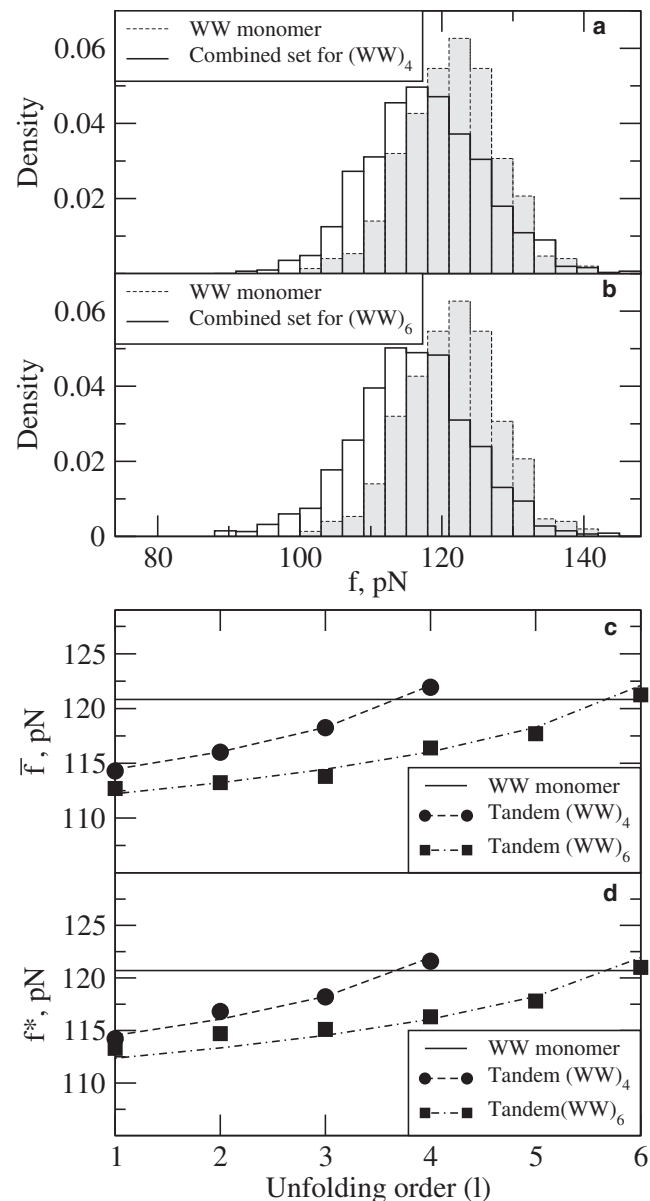 a
WW monomer
Combined set for (WW)4
0.06
0.04
0.02
Density
b
WW monomer
Combined set for (WW)6
0.06
0.04
0.02
0
Density
80 100 120 140
f, pN
c
125
120
115
110
f̅, pN
WW monomer
Tandem (WW)4
Tandem (WW)6
d
125
120
115
110
f*, pN
WW monomer
Tandem (WW)4
Tandem(WW)6
1 2 3 4 5 6
Unfolding order (l)